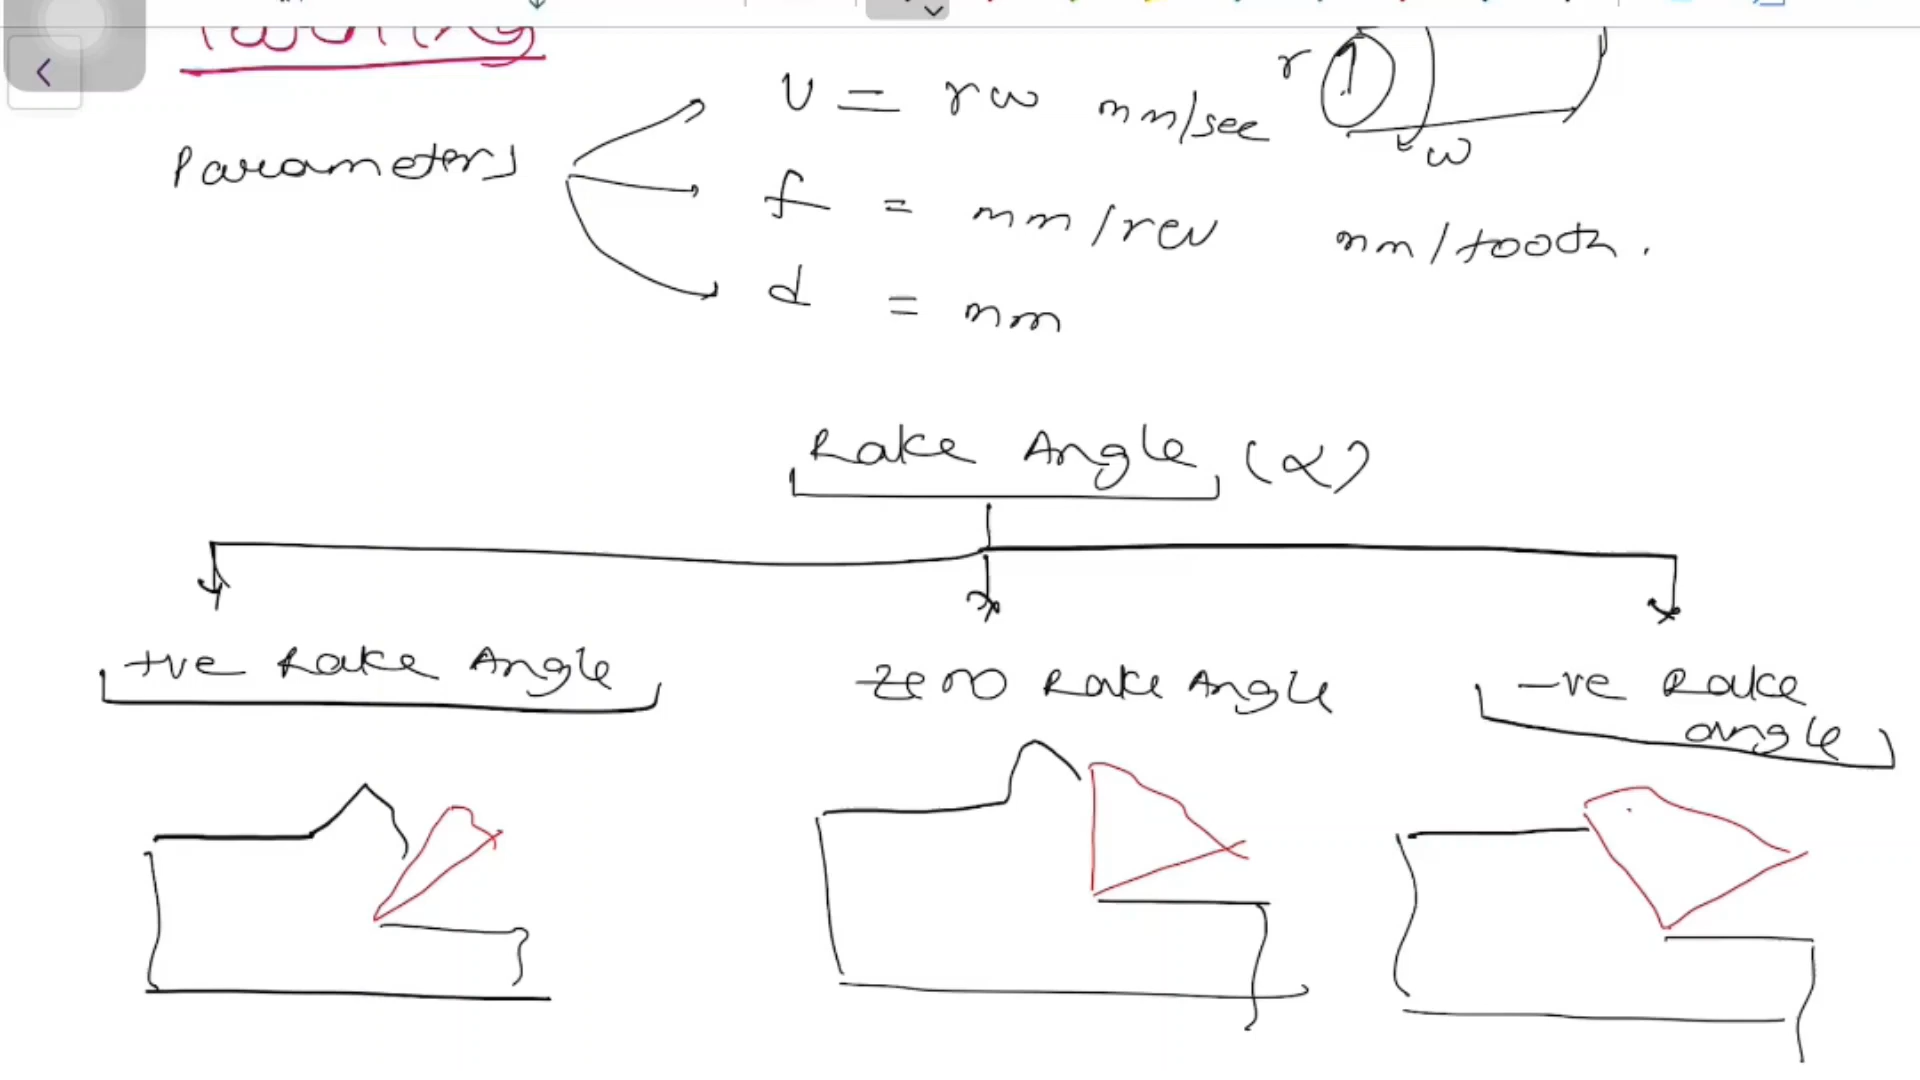 r
v = rω mm/sec
ω
Parameters
f = mm/rev mm/tooth.
d = mm
Rake Angle (α)
+ve Rake Angle
Zero Rake Angle
-ve Rake
angle